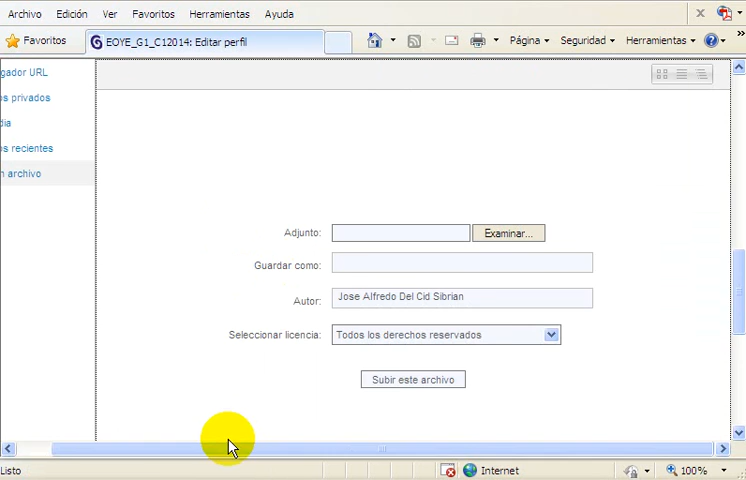 Archivo Edición Ver Favoritos Herramientas Ayuda
Favoritos EOYE_G1_C12014: Editar perfil Página Seguridad Herramientas »
gador URL
s privados
dia
s recientes
n archivo
Adjunto: Examinar...
Guardar como:
Autor: Jose Alfredo Del Cid Sibrian
Seleccionar licencia: Todos los derechos reservados
Subir este archivo
Listo Internet 100%